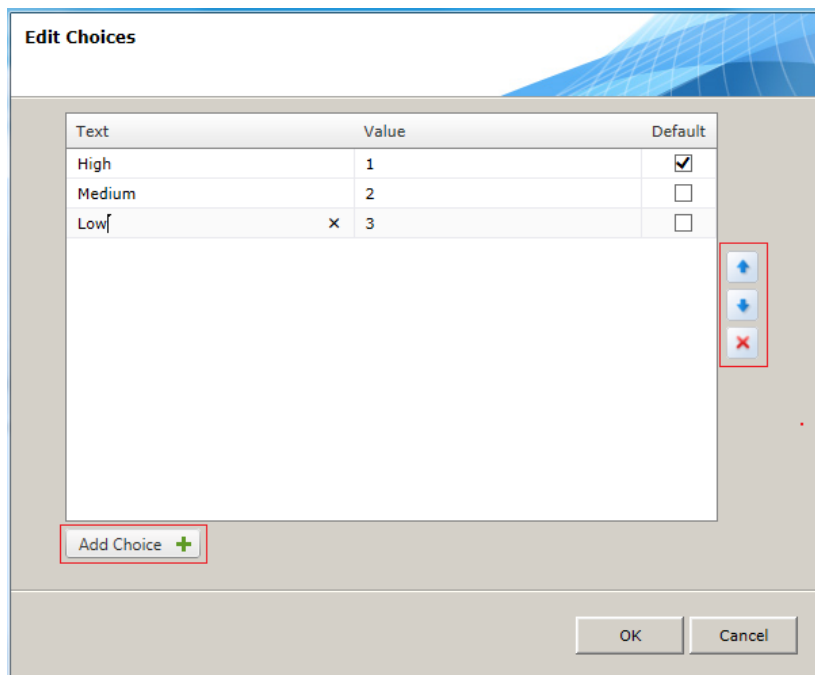 Edit Choices
Text Value Default
High 1
Medium 2
Low 3
Add Choice
OK Cancel